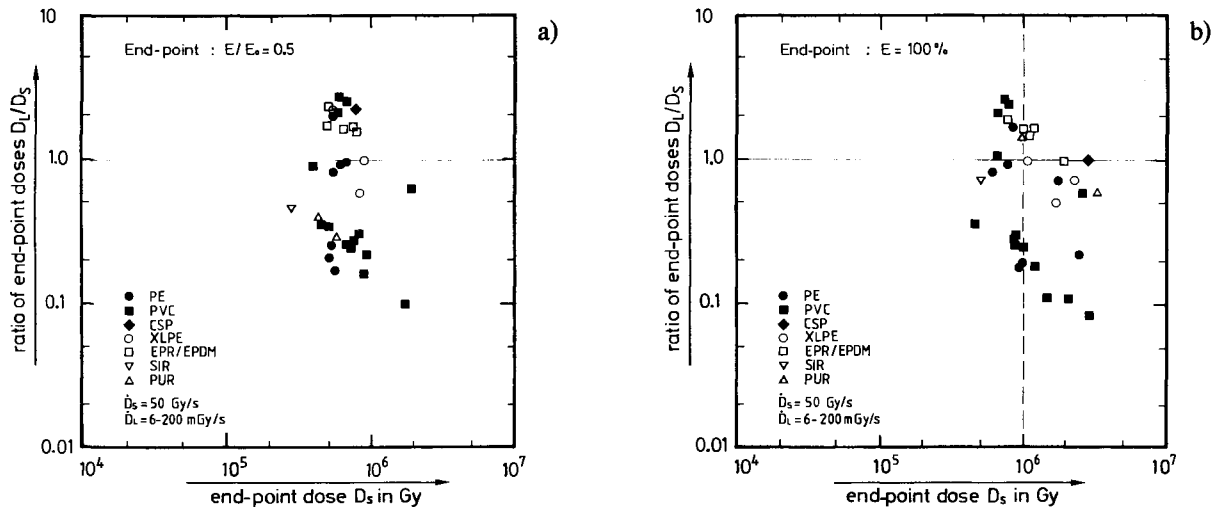 a)
End-point : E/E₀ = 0.5
10
1.0
0.1
0.01
ratio of end-point doses D_L/D_S
● PE
■ PVC
◆ CSP
○ XLPE
□ EPR/EPDM
▽ SIR
△ PUR
Ḋ_S = 50 Gy/s
Ḋ_L = 6-200 mGy/s
10⁴
10⁵
10⁶
10⁷
end-point dose D_S in Gy
b)
End-point : E = 100 %
10
1.0
0.1
0.01
ratio of end-point doses D_L/D_S
● PE
■ PVC
◆ CSP
○ XLPE
□ EPR/EPDM
▽ SIR
△ PUR
Ḋ_S = 50 Gy/s
Ḋ_L = 6-200 mGy/s
10⁴
10⁵
10⁶
10⁷
end-point dose D_S in Gy